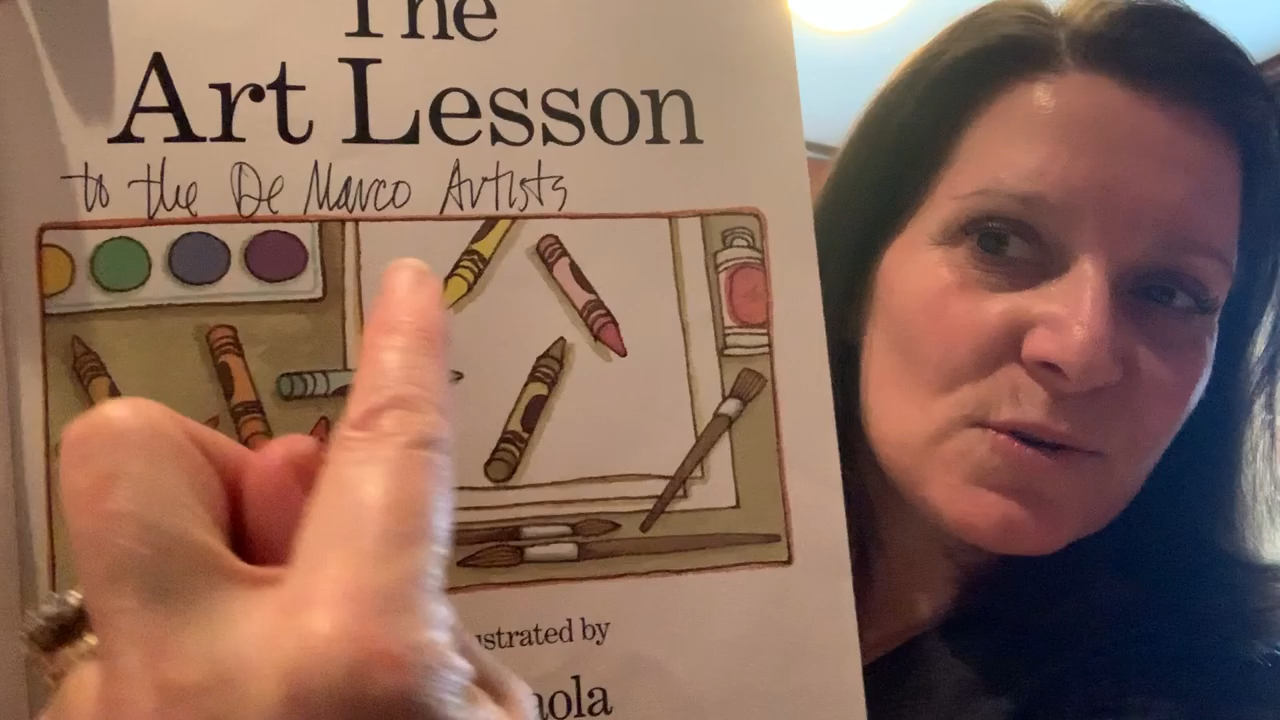 The
Art Lesson
to the De Marco Artists
ustrated by
aola